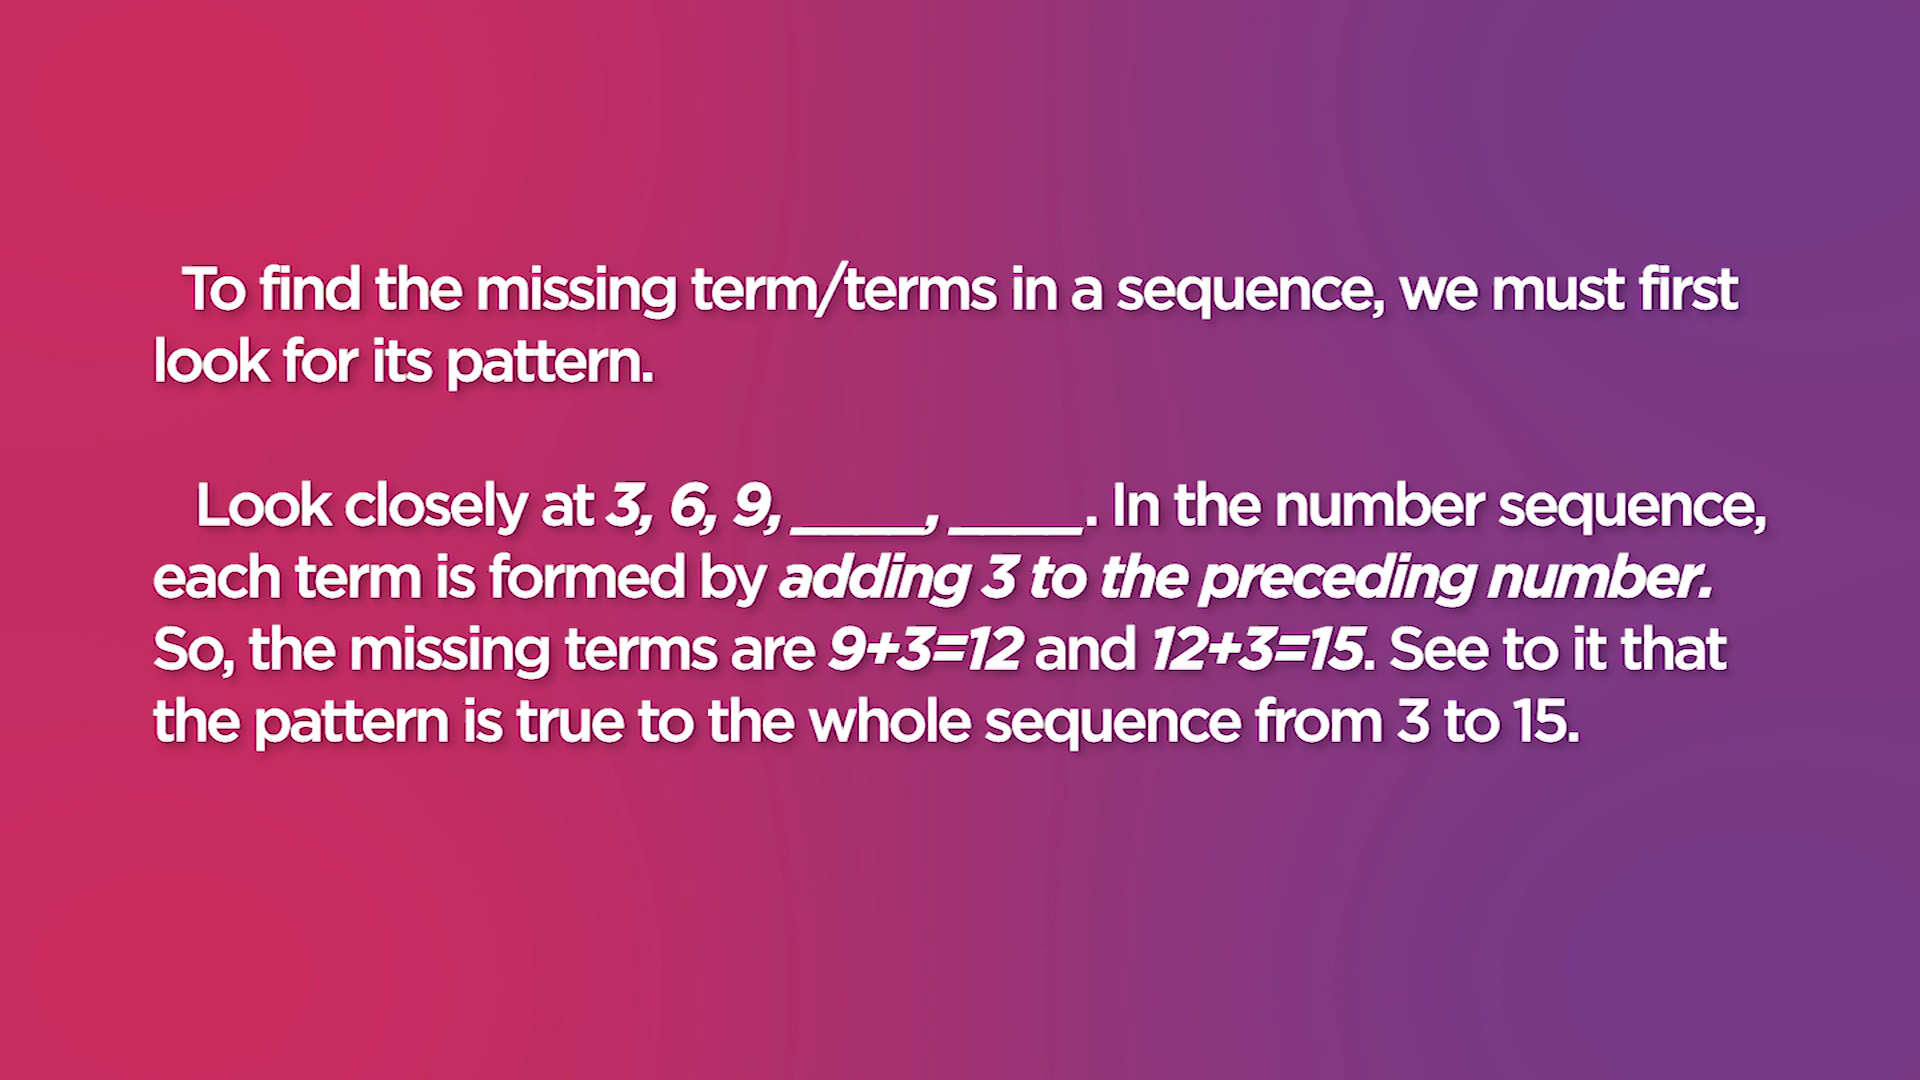 To find the missing term/terms in a sequence, we must first
look for its pattern.
Look closely at 3, 6, 9, ____, ____. In the number sequence,
each term is formed by adding 3 to the preceding number.
So, the missing terms are 9+3=12 and 12+3=15. See to it that
the pattern is true to the whole sequence from 3 to 15.